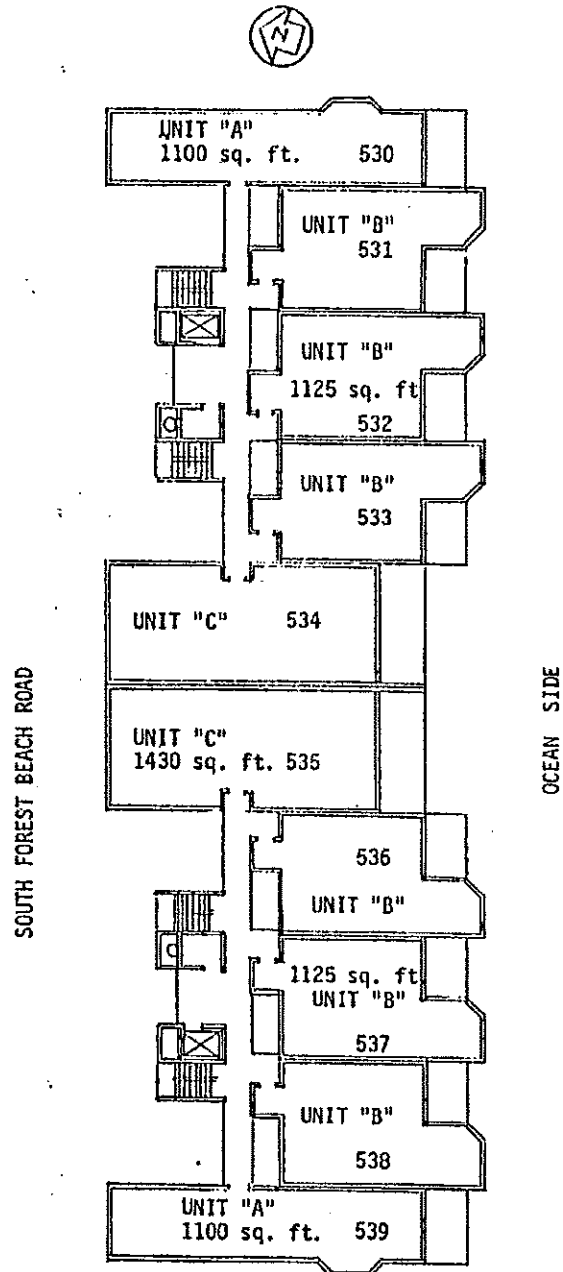 N
UNIT "A"
1100 sq. ft. 530
UNIT "B"
531
UNIT "B"
1125 sq. ft
532
UNIT "B"
533
UNIT "C" 534
SOUTH FOREST BEACH ROAD
OCEAN SIDE
UNIT "C"
1430 sq. ft. 535
536
UNIT "B"
1125 sq. ft
UNIT "B"
537
UNIT "B"
538
UNIT "A"
1100 sq. ft. 539